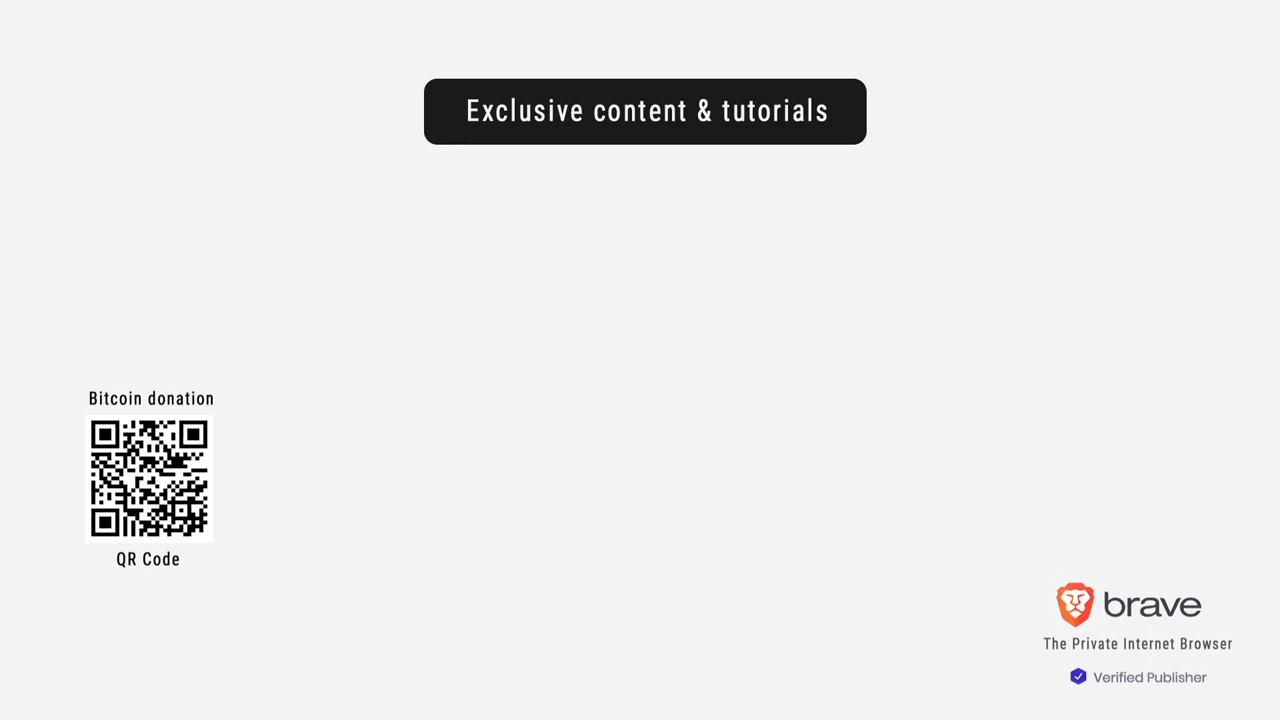 Exclusive content & tutorials
Bitcoin donation
QR Code
brave
The Private Internet Browser
Verified Publisher